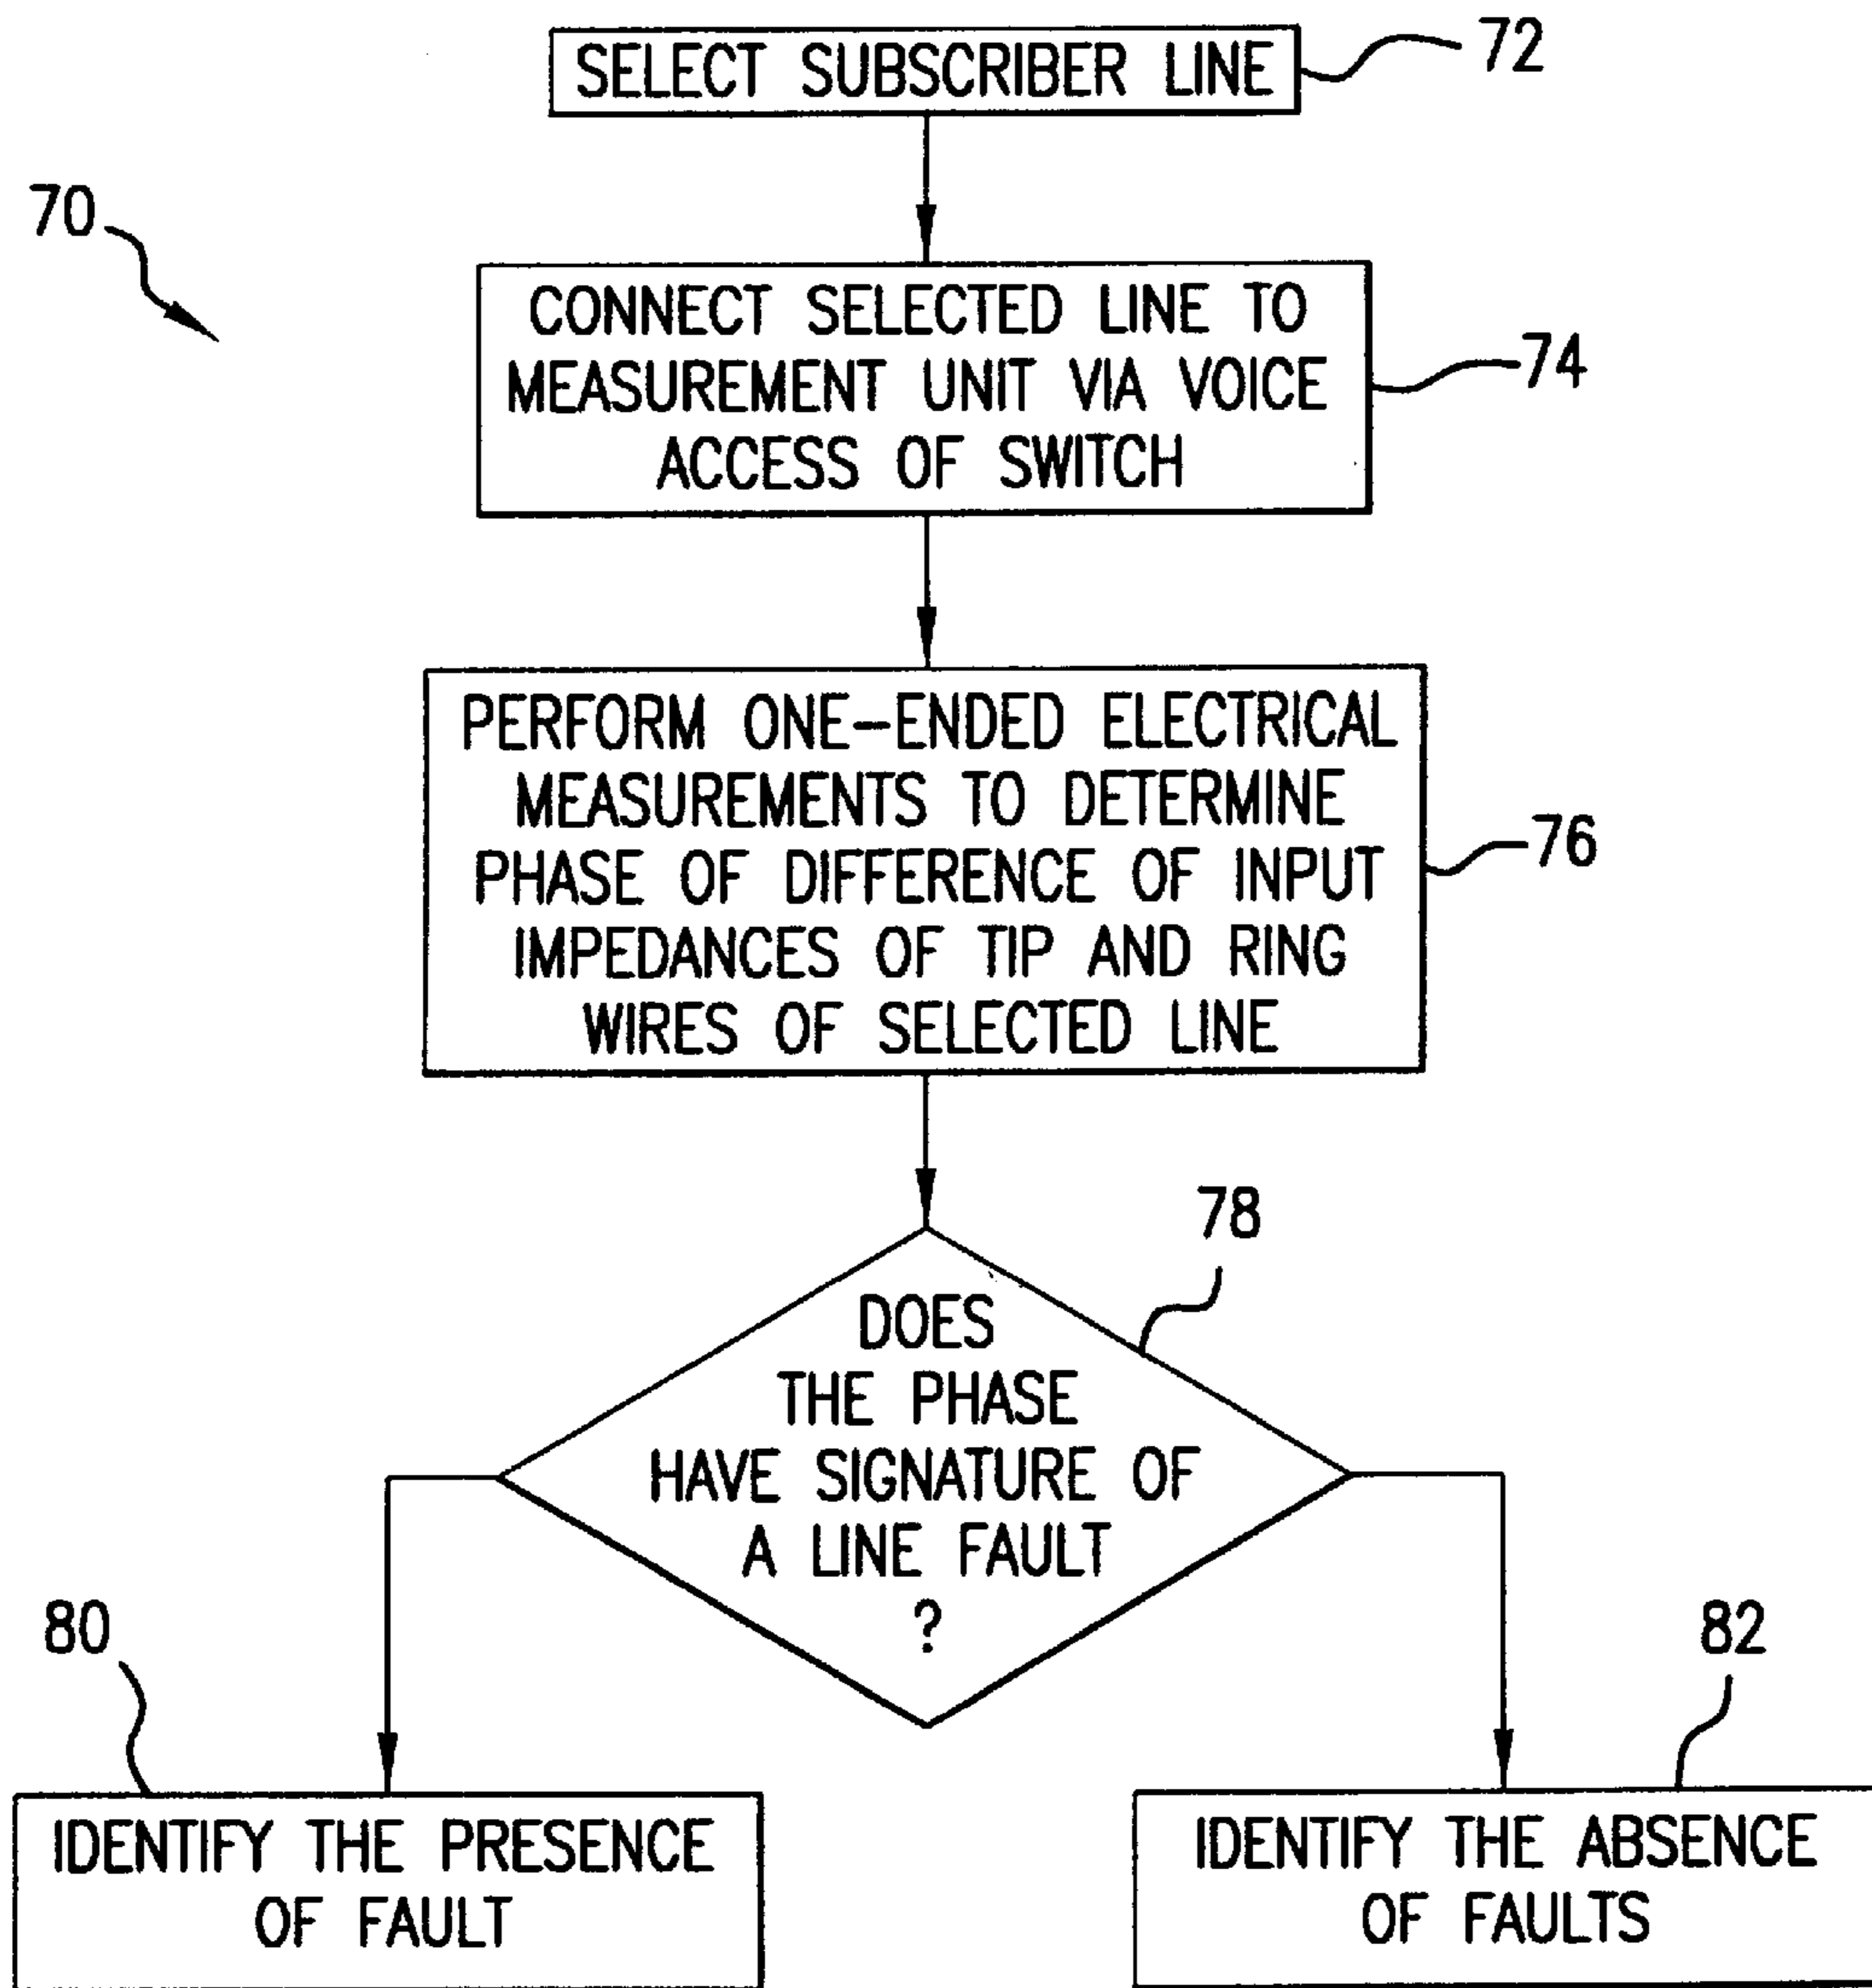 SELECT SUBSCRIBER LINE
72
70
CONNECT SELECTED LINE TO
MEASUREMENT UNIT VIA VOICE
ACCESS OF SWITCH
74
PERFORM ONE-ENDED ELECTRICAL
MEASUREMENTS TO DETERMINE
PHASE OF DIFFERENCE OF INPUT
IMPEDANCES OF TIP AND RING
WIRES OF SELECTED LINE
76
78
DOES
THE PHASE
HAVE SIGNATURE OF
A LINE FAULT
?
80
IDENTIFY THE PRESENCE
OF FAULT
82
IDENTIFY THE ABSENCE
OF FAULTS